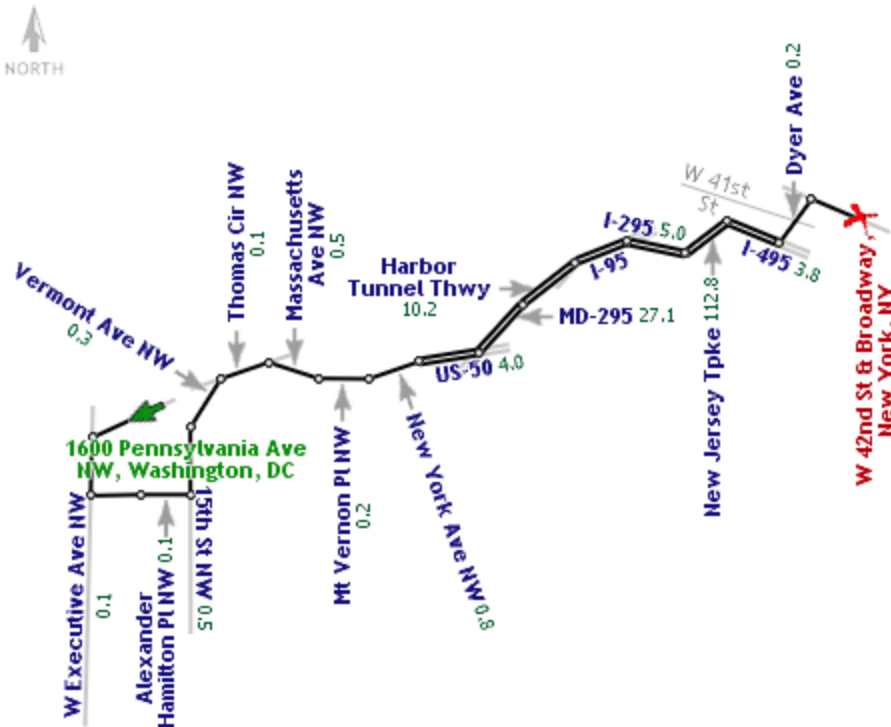 NORTH
Vermont Ave NW
0.3
Thomas Cir NW
0.1
Massachusetts
Ave NW
0.5
Harbor
Tunnel Thwy
10.2
I-295 5.0
I-95
W 41st
St
Dyer Ave 0.2
I-495 3.8
MD-295 27.1
US-50 4.0
1600 Pennsylvania Ave
NW, Washington, DC
W Executive Ave NW
0.1
Alexander
Hamilton Pl NW 0.1
15th St NW 0.5
Mt Vernon Pl NW
0.2
New York Ave NW 0.8
New Jersey Tpke 112.8
W 42nd St & Broadway,
New York, NY